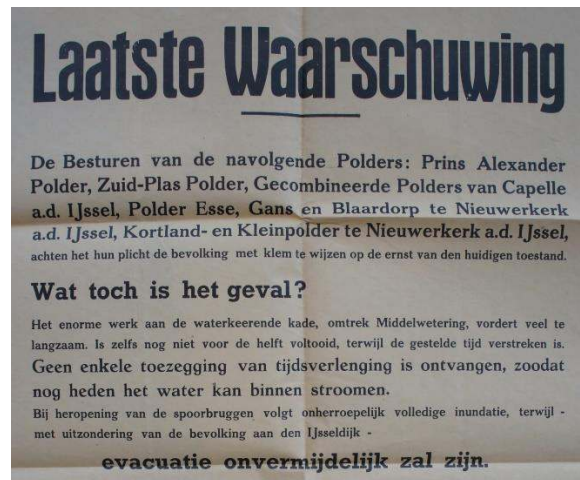 Laatste Waarschuwing
De Besturen van de navolgende Polders: Prins Alexander
Polder, Zuid-Plas Polder, Gecombineerde Polders van Capelle
a.d. IJssel, Polder Esse, Gans en Blaardorp te Nieuwerkerk
a.d. IJssel, Kortland- en Kleinpolder te Nieuwerkerk a.d. IJssel,
achten het hun plicht de bevolking met klem te wijzen op de ernst van den huidigen toestand.
Wat toch is het geval?
Het enorme werk aan de waterkeerende kade, omtrek Middelwetering, vordert veel te
langzaam. Is zelfs nog niet voor de helft voltooid, terwijl de gestelde tijd verstreken is.
Geen enkele toezegging van tijdsverlenging is ontvangen, zoodat
nog heden het water kan binnen stroomen.
Bij heropening van de spoorbruggen volgt onherroepelijk volledige inundatie, terwijl -
met uitzondering van de bevolking aan den IJsseldijk -
evacuatie onvermijdelijk zal zijn.